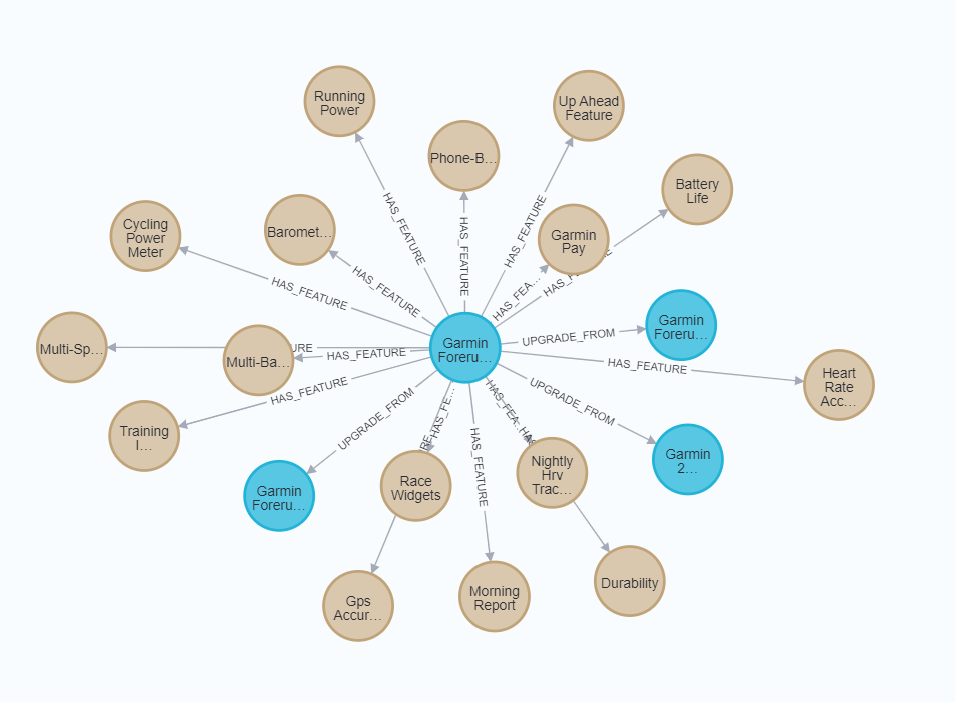 Running
Power
Up Ahead
Feature
Phone-B…
Battery
Life
Cycling
Power
Meter
Baromet…
Garmin
Pay
HAS_FEATURE
HAS_FEATURE
HAS_FEATURE
HAS_FEATURE
HAS_FEATURE
HAS_FEA…
Garmin
Foreru…
Garmin
Foreru…
UPGRADE_FROM
Multi-Sp…
Multi-Ba…
HAS_FEATURE
HAS_FEATURE
Heart
Rate
Acc…
HAS_FEATURE
UPGRADE_FROM
UPGRADE_FROM
HAS_FE…
HAS_FEA…
HAS_FEATURE
Training
I…
Garmin
2…
Garmin
Foreru…
Race
Widgets
Nightly
Hrv
Trac…
Gps
Accur…
Morning
Report
Durability